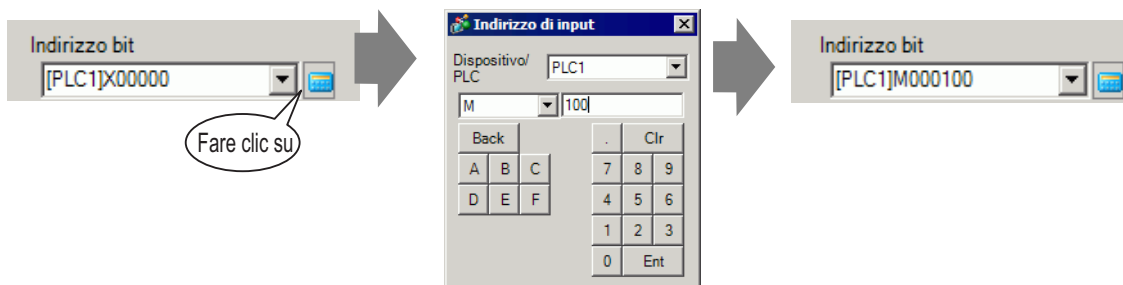 Indirizzo bit
[PLC1]X00000
Fare clic su
Indirizzo di input
Dispositivo/
PLC
PLC1
M
100
Back
. Clr
A B C 7 8 9
D E F 4 5 6
1 2 3
0 Ent
Indirizzo bit
[PLC1]M000100